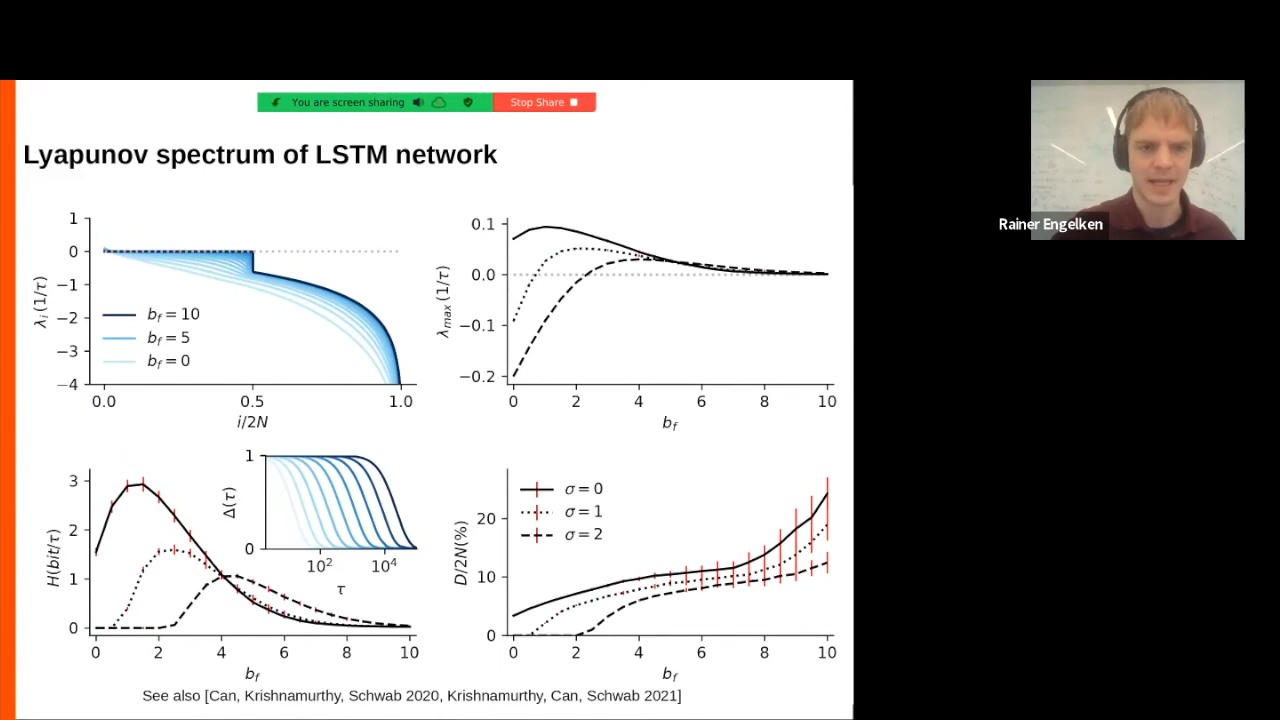 You are screen sharing
Stop Share
Rainer Engelken
Lyapunov spectrum of LSTM network
1
0
−1
−2
−3
−4
λi (1/τ)
bf = 10
bf = 5
bf = 0
0.0 0.5 1.0
i/2N
0.1
0.0
−0.1
−0.2
λmax (1/τ)
0 2 4 6 8 10
bf
3
2
1
0
H(bit/τ)
1
0
Δ(τ)
10² 10⁴
τ
0 2 4 6 8 10
bf
20
10
0
D/2N(%)
σ = 0
σ = 1
σ = 2
0 2 4 6 8 10
bf
See also [Can, Krishnamurthy, Schwab 2020, Krishnamurthy, Can, Schwab 2021]